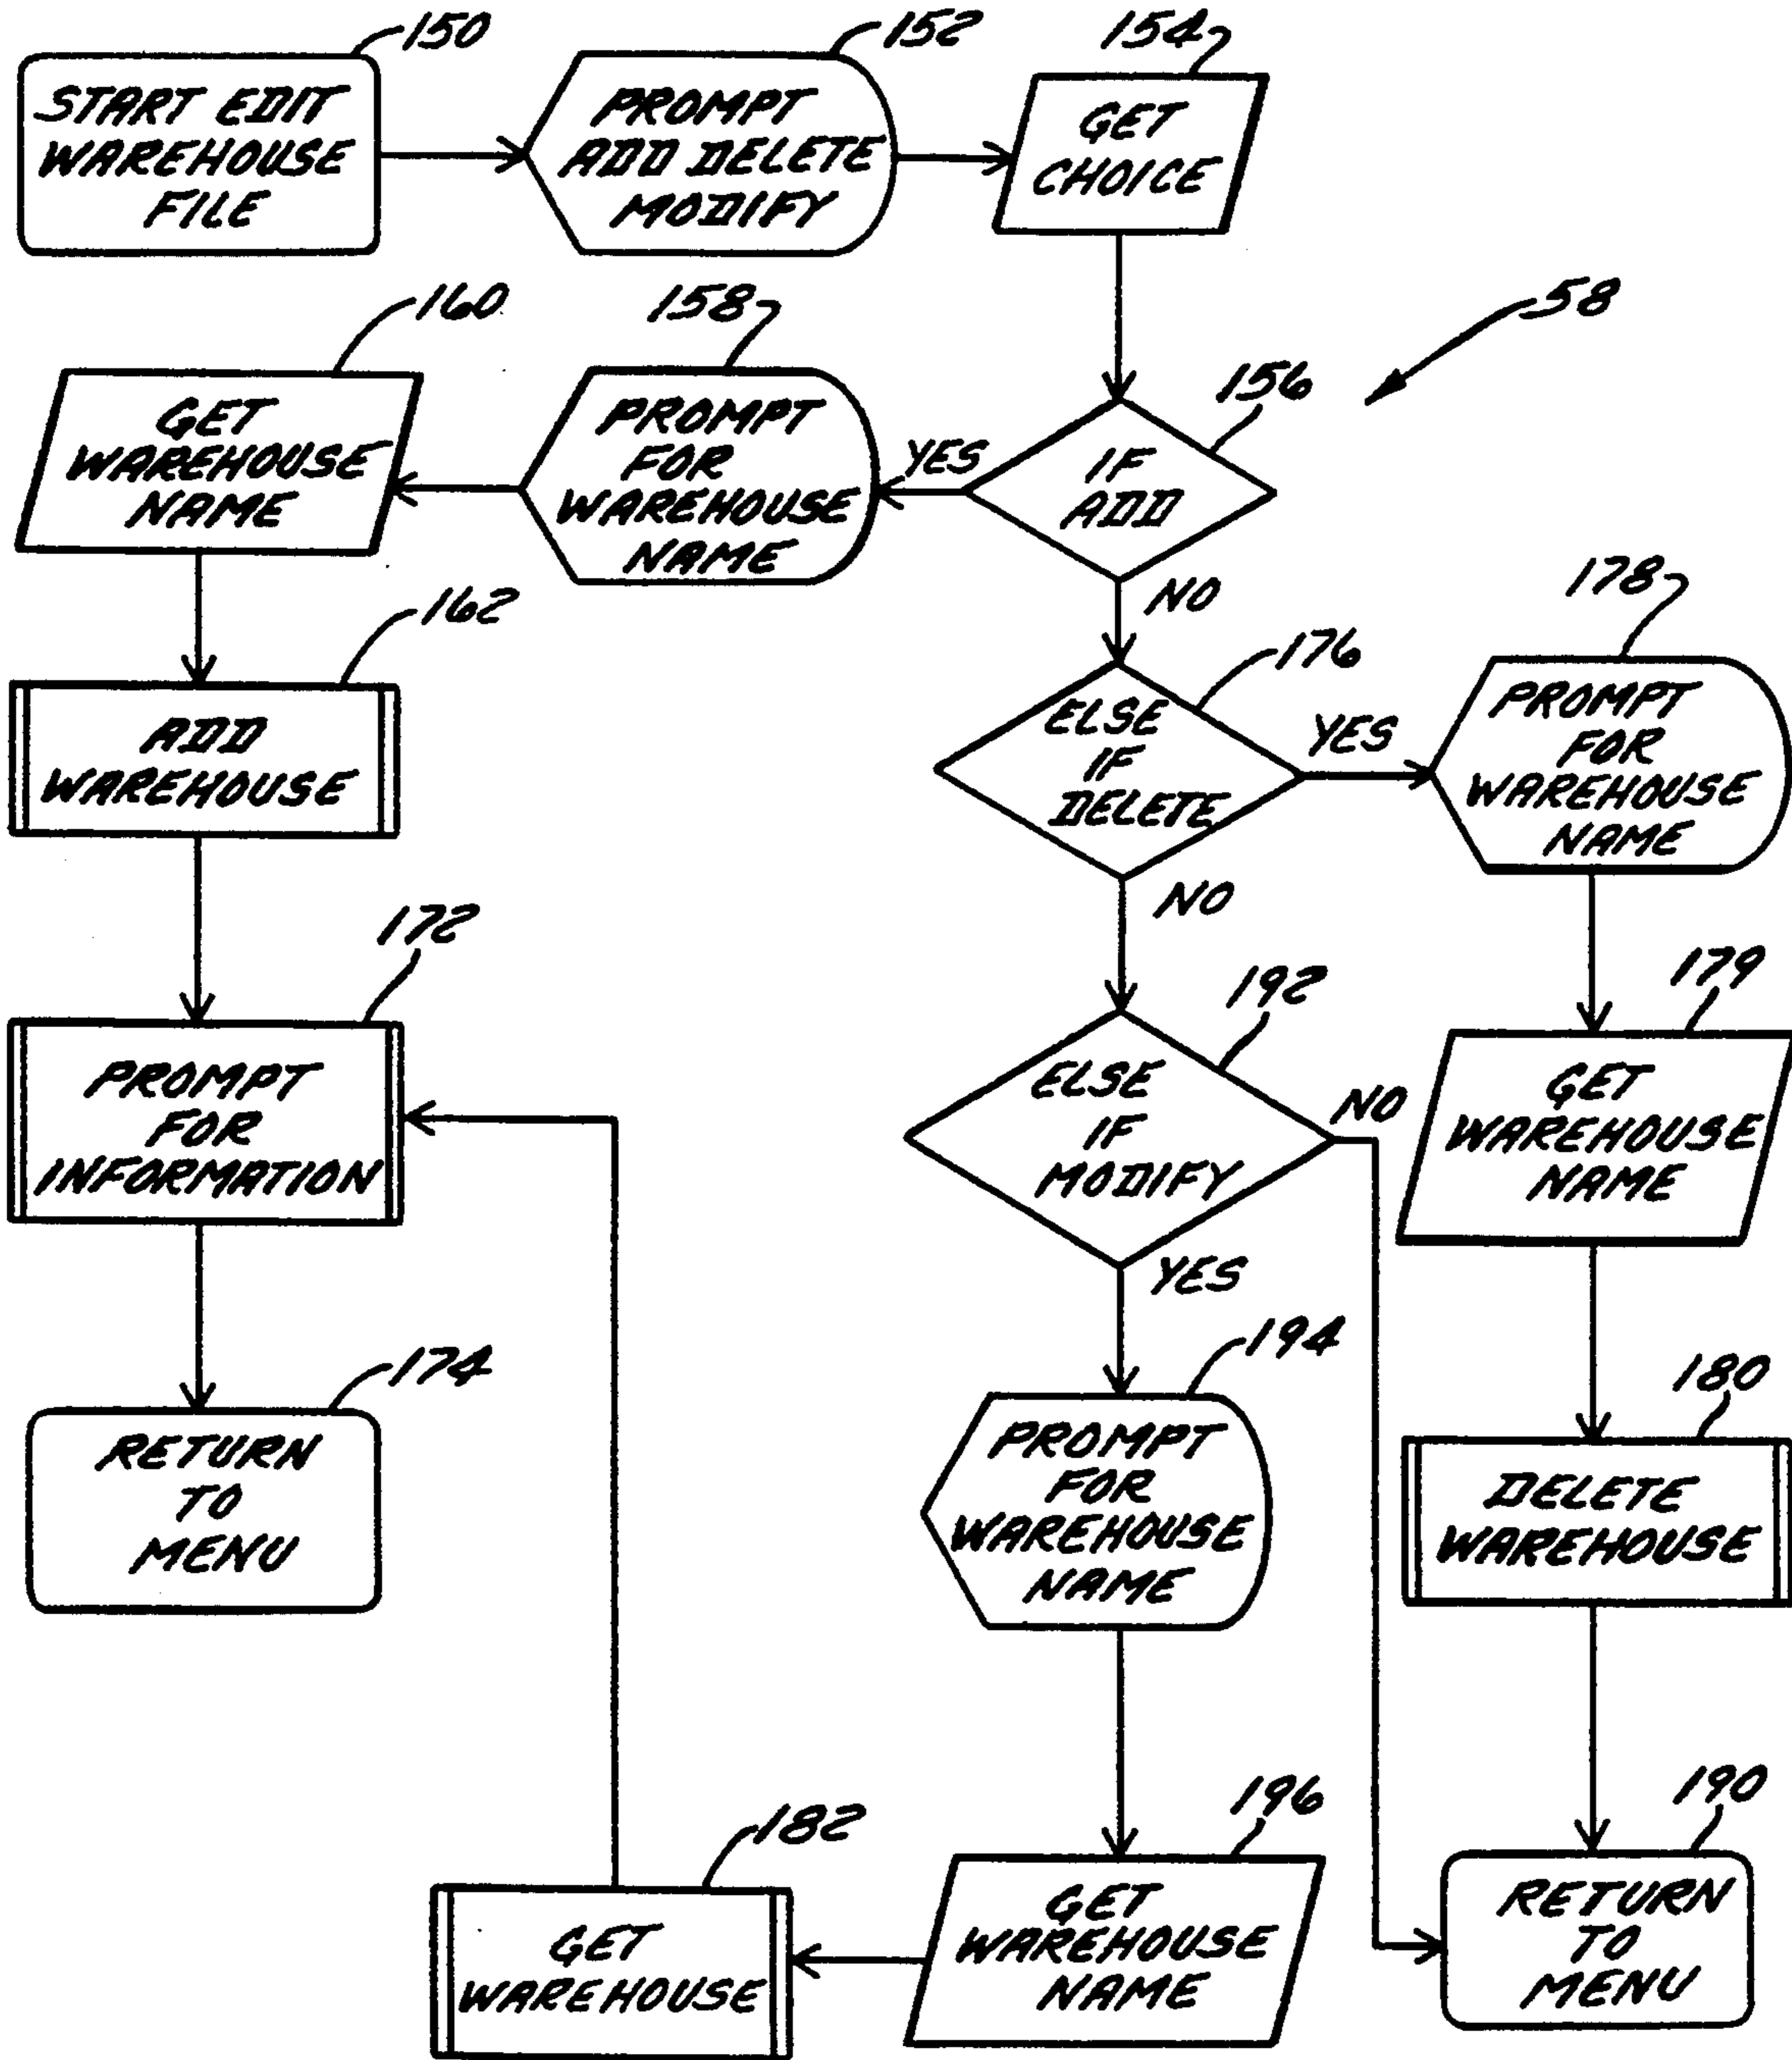 150
START EDIT
WAREHOUSE
FILE
152
PROMPT
ADD DELETE
MODIFY
154
GET
CHOICE
58
160
GET
WAREHOUSE
NAME
158
PROMPT
FOR
WAREHOUSE
NAME
YES
156
IF
ADD
NO
162
ADD
WAREHOUSE
176
ELSE
IF
DELETE
YES
NO
178
PROMPT
FOR
WAREHOUSE
NAME
172
PROMPT
FOR
INFORMATION
192
ELSE
IF
MODIFY
NO
YES
179
GET
WAREHOUSE
NAME
174
RETURN
TO
MENU
194
PROMPT
FOR
WAREHOUSE
NAME
180
DELETE
WAREHOUSE
182
GET
WAREHOUSE
196
GET
WAREHOUSE
NAME
190
RETURN
TO
MENU